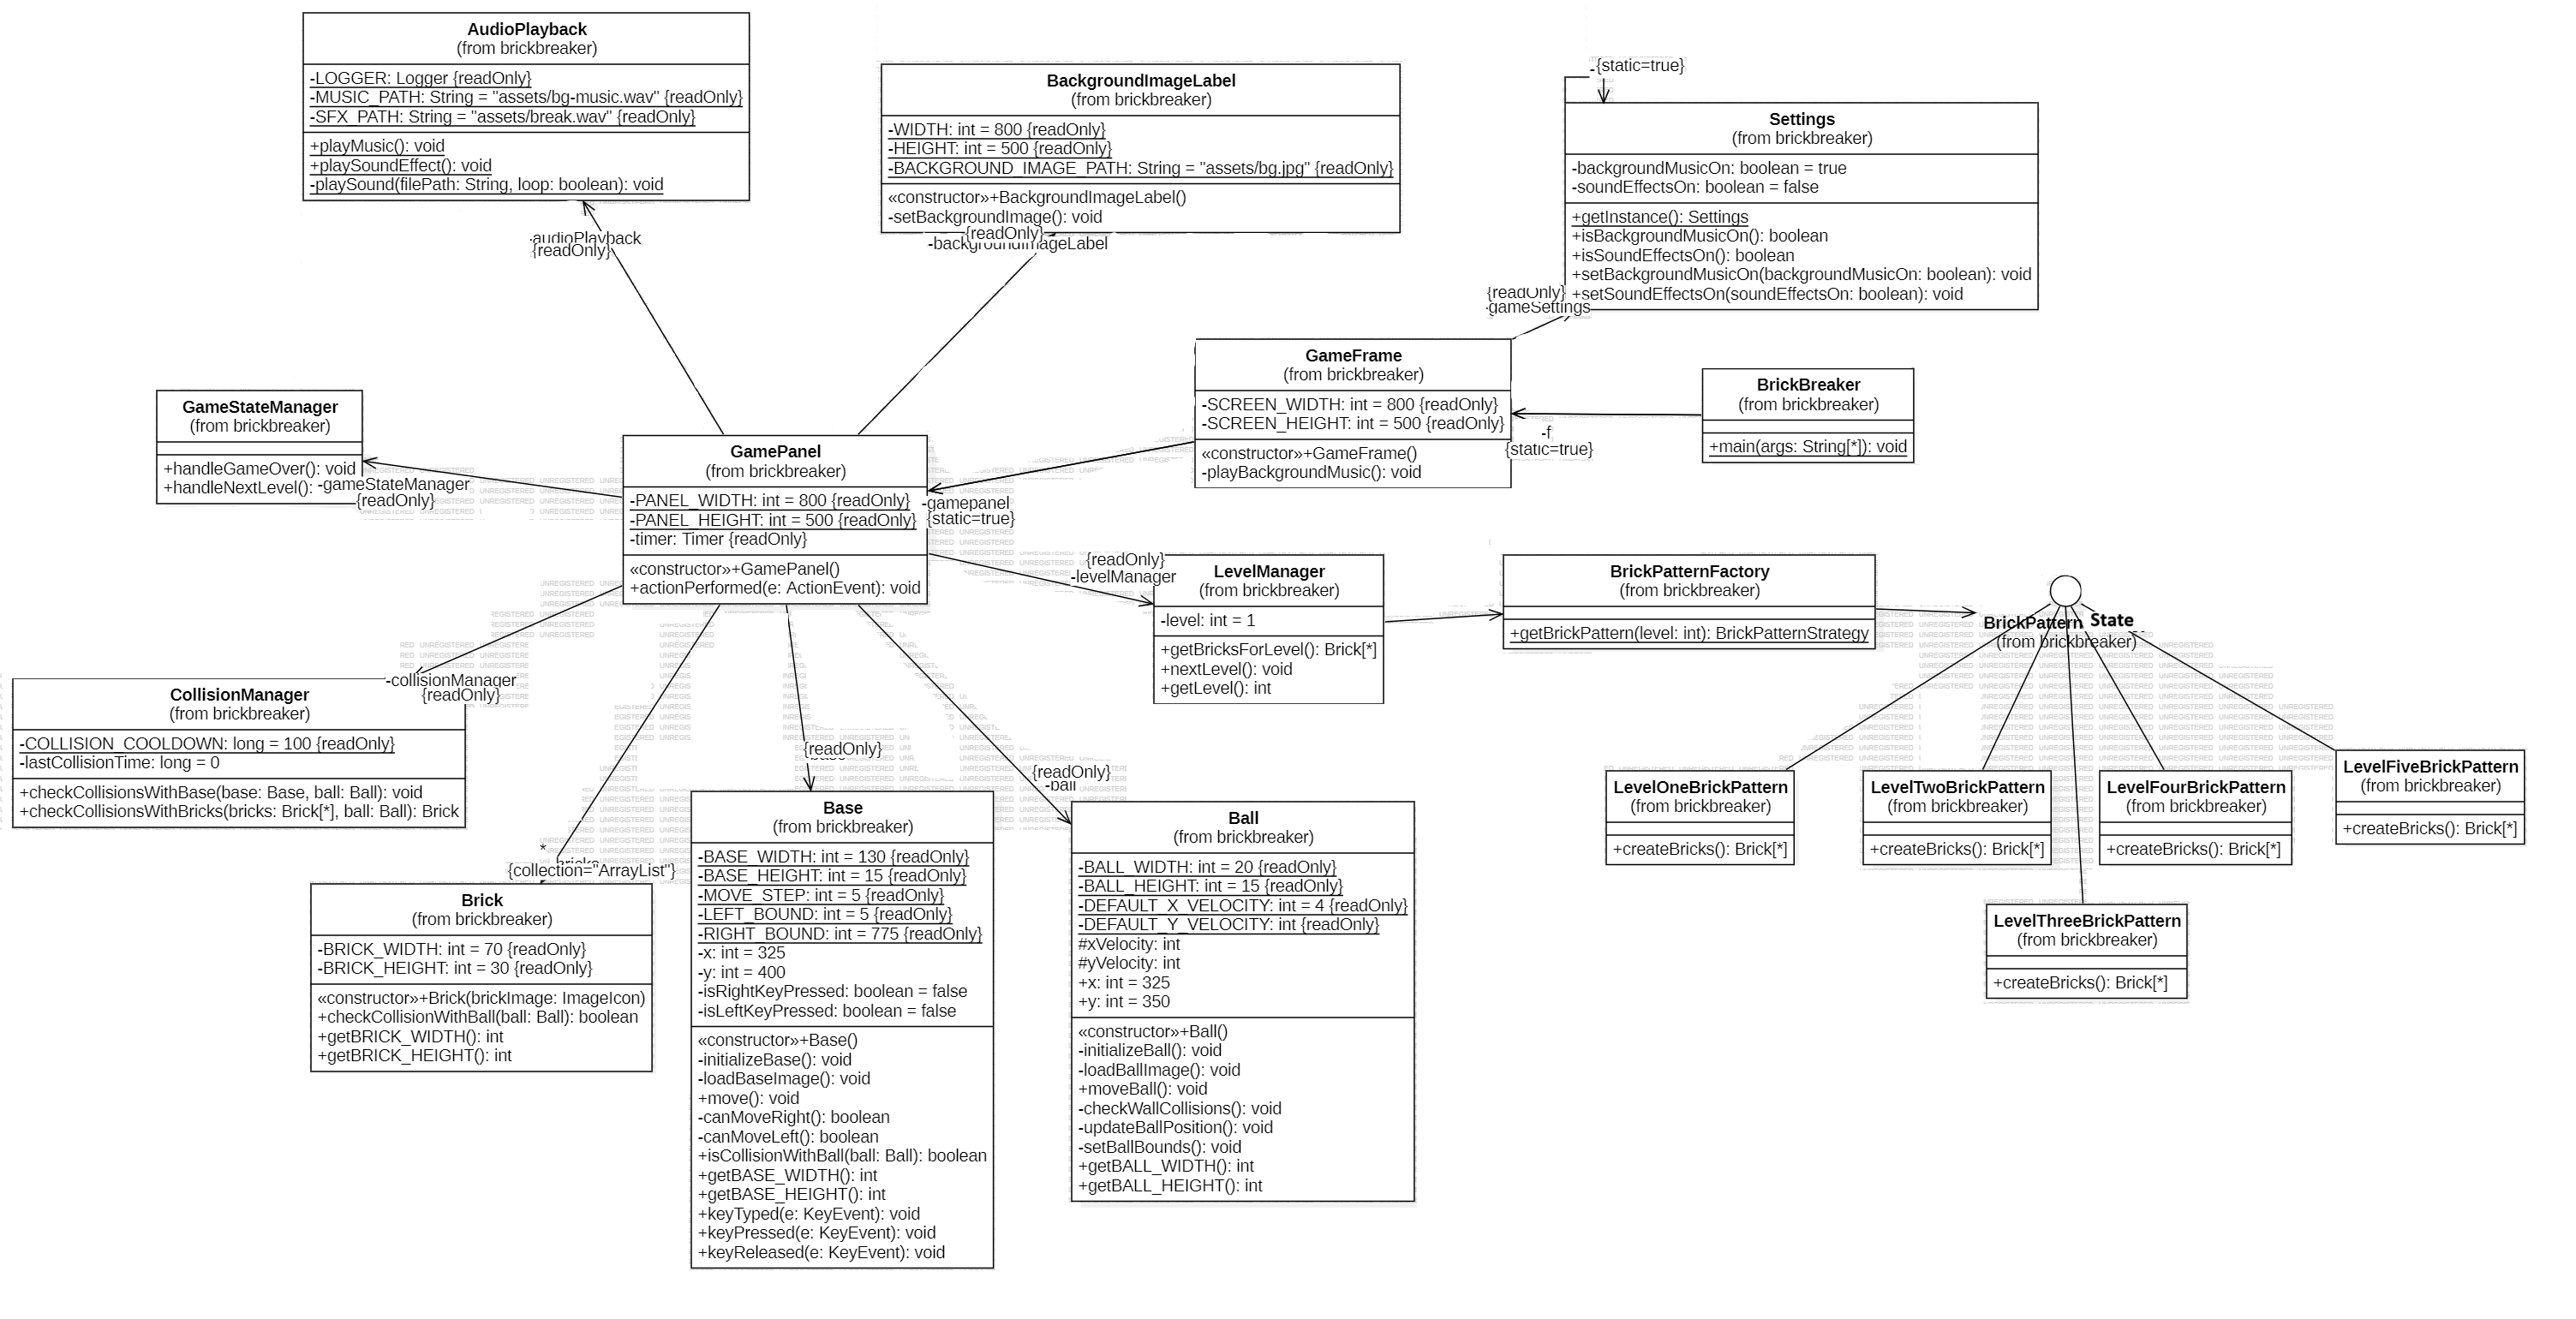 AudioPlayback
(from brickbreaker)
-LOGGER: Logger {readOnly}
-MUSIC_PATH: String = "assets/bg-music.wav" {readOnly}
-SFX_PATH: String = "assets/break.wav" {readOnly}
+playMusic(): void
+playSoundEffect(): void
-playSound(filePath: String, loop: boolean): void
-audioPlayback
{readOnly}
BackgroundImageLabel
(from brickbreaker)
-WIDTH: int = 800 {readOnly}
-HEIGHT: int = 500 {readOnly}
-BACKGROUND_IMAGE_PATH: String = "assets/bg.jpg" {readOnly}
«constructor»+BackgroundImageLabel()
-setBackgroundImage(): void
{readOnly}
-backgroundImageLabel
-{static=true}
Settings
(from brickbreaker)
-backgroundMusicOn: boolean = true
-soundEffectsOn: boolean = false
+getInstance(): Settings
+isBackgroundMusicOn(): boolean
+isSoundEffectsOn(): boolean
+setBackgroundMusicOn(backgroundMusicOn: boolean): void
+setSoundEffectsOn(soundEffectsOn: boolean): void
{readOnly}
-gameSettings
GameFrame
(from brickbreaker)
-SCREEN_WIDTH: int = 800 {readOnly}
-SCREEN_HEIGHT: int = 500 {readOnly}
«constructor»+GameFrame()
-playBackgroundMusic(): void
-f
{static=true}
BrickBreaker
(from brickbreaker)
+main(args: String[*]): void
GameStateManager
(from brickbreaker)
+handleGameOver(): void
+handleNextLevel():
-gameStateManager
{readOnly}
GamePanel
(from brickbreaker)
-PANEL_WIDTH: int = 800 {readOnly}
-PANEL_HEIGHT: int = 500 {readOnly}
-timer: Timer {readOnly}
«constructor»+GamePanel()
+actionPerformed(e: ActionEvent): void
-gamepanel
{static=true}
{readOnly}
-levelManager
LevelManager
(from brickbreaker)
-level: int = 1
+getBricksForLevel(): Brick[*]
+nextLevel(): void
+getLevel(): int
BrickPatternFactory
(from brickbreaker)
+getBrickPattern(level: int): BrickPatternStrategy
BrickPattern State
(from brickbreaker)
-collisionManager
{readOnly}
CollisionManager
(from brickbreaker)
-COLLISION_COOLDOWN: long = 100 {readOnly}
-lastCollisionTime: long = 0
+checkCollisionsWithBase(base: Base, ball: Ball): void
+checkCollisionsWithBricks(bricks: Brick[*], ball: Ball): Brick
*
{collection="ArrayList"}
Brick
(from brickbreaker)
-BRICK_WIDTH: int = 70 {readOnly}
-BRICK_HEIGHT: int = 30 {readOnly}
«constructor»+Brick(brickImage: ImageIcon)
+checkCollisionWithBall(ball: Ball): boolean
+getBRICK_WIDTH(): int
+getBRICK_HEIGHT(): int
{readOnly}
Base
(from brickbreaker)
-BASE_WIDTH: int = 130 {readOnly}
-BASE_HEIGHT: int = 15 {readOnly}
-MOVE_STEP: int = 5 {readOnly}
-LEFT_BOUND: int = 5 {readOnly}
-RIGHT_BOUND: int = 775 {readOnly}
-x: int = 325
-y: int = 400
-isRightKeyPressed: boolean = false
-isLeftKeyPressed: boolean = false
«constructor»+Base()
-initializeBase(): void
-loadBaseImage(): void
+move(): void
-canMoveRight(): boolean
-canMoveLeft(): boolean
+isCollisionWithBall(ball: Ball): boolean
+getBASE_WIDTH(): int
+getBASE_HEIGHT(): int
+keyTyped(e: KeyEvent): void
+keyPressed(e: KeyEvent): void
+keyReleased(e: KeyEvent): void
{readOnly}
-ball
Ball
(from brickbreaker)
-BALL_WIDTH: int = 20 {readOnly}
-BALL_HEIGHT: int = 15 {readOnly}
-DEFAULT_X_VELOCITY: int = 4 {readOnly}
-DEFAULT_Y_VELOCITY: int {readOnly}
#xVelocity: int
#yVelocity: int
+x: int = 325
+y: int = 350
«constructor»+Ball()
-initializeBall(): void
-loadBallImage(): void
+moveBall(): void
-checkWallCollisions(): void
-updateBallPosition(): void
-setBallBounds(): void
+getBALL_WIDTH(): int
+getBALL_HEIGHT(): int
LevelOneBrickPattern
(from brickbreaker)
+createBricks(): Brick[*]
LevelTwoBrickPattern
(from brickbreaker)
+createBricks(): Brick[*]
LevelFourBrickPattern
(from brickbreaker)
+createBricks(): Brick[*]
LevelFiveBrickPattern
(from brickbreaker)
+createBricks(): Brick[*]
LevelThreeBrickPattern
(from brickbreaker)
+createBricks(): Brick[*]